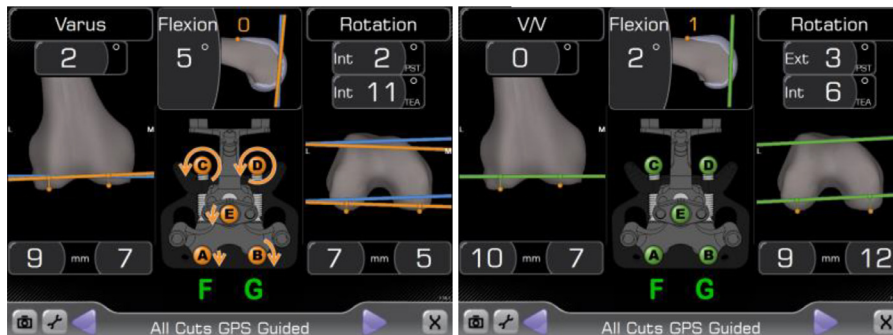 Varus
Flexion
0
Rotation
2°
5°
Int 2° PST
Int 11° TEA
L
M
L
C
D
E
A
B
9 mm 7
7 mm 5
F G
All Cuts GPS Guided
X
V/V
Flexion
1
Rotation
0°
2°
Ext 3° PST
Int 6° TEA
L
M
L
C
D
E
A
B
10 mm 7
9 mm 12
F G
All Cuts GPS Guided
X